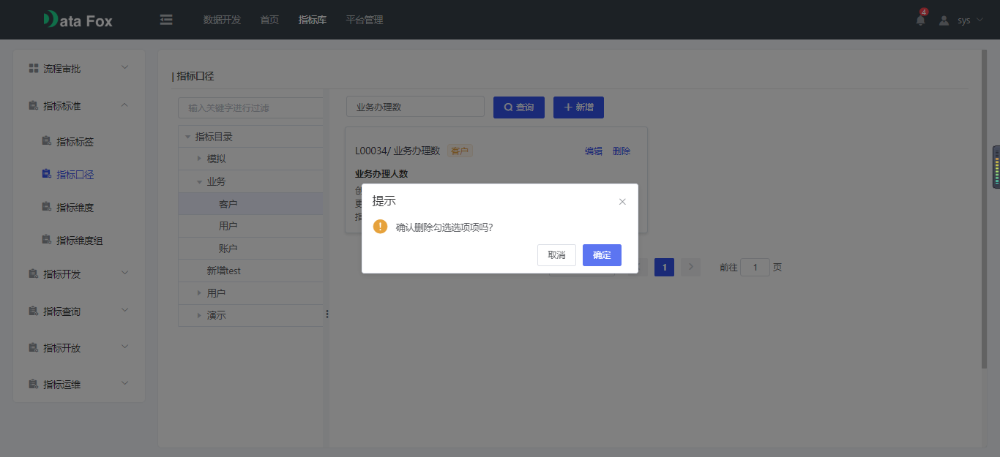 Data Fox
数据开发 首页 指标库 平台管理
4
sys
流程审批
指标标准
指标标签
指标口径
指标维度
指标维度组
指标开发
指标查询
指标开放
指标运维
| 指标口径
输入关键字进行过滤
指标目录
模拟
业务
客户
用户
账户
新增test
用户
演示
业务办理数 查询 新增
L00034/ 业务办理数 客户 编辑 删除
业务办理人数
创
更
指
提示
确认删除勾选选项项吗?
取消 确定
1 前往 1 页